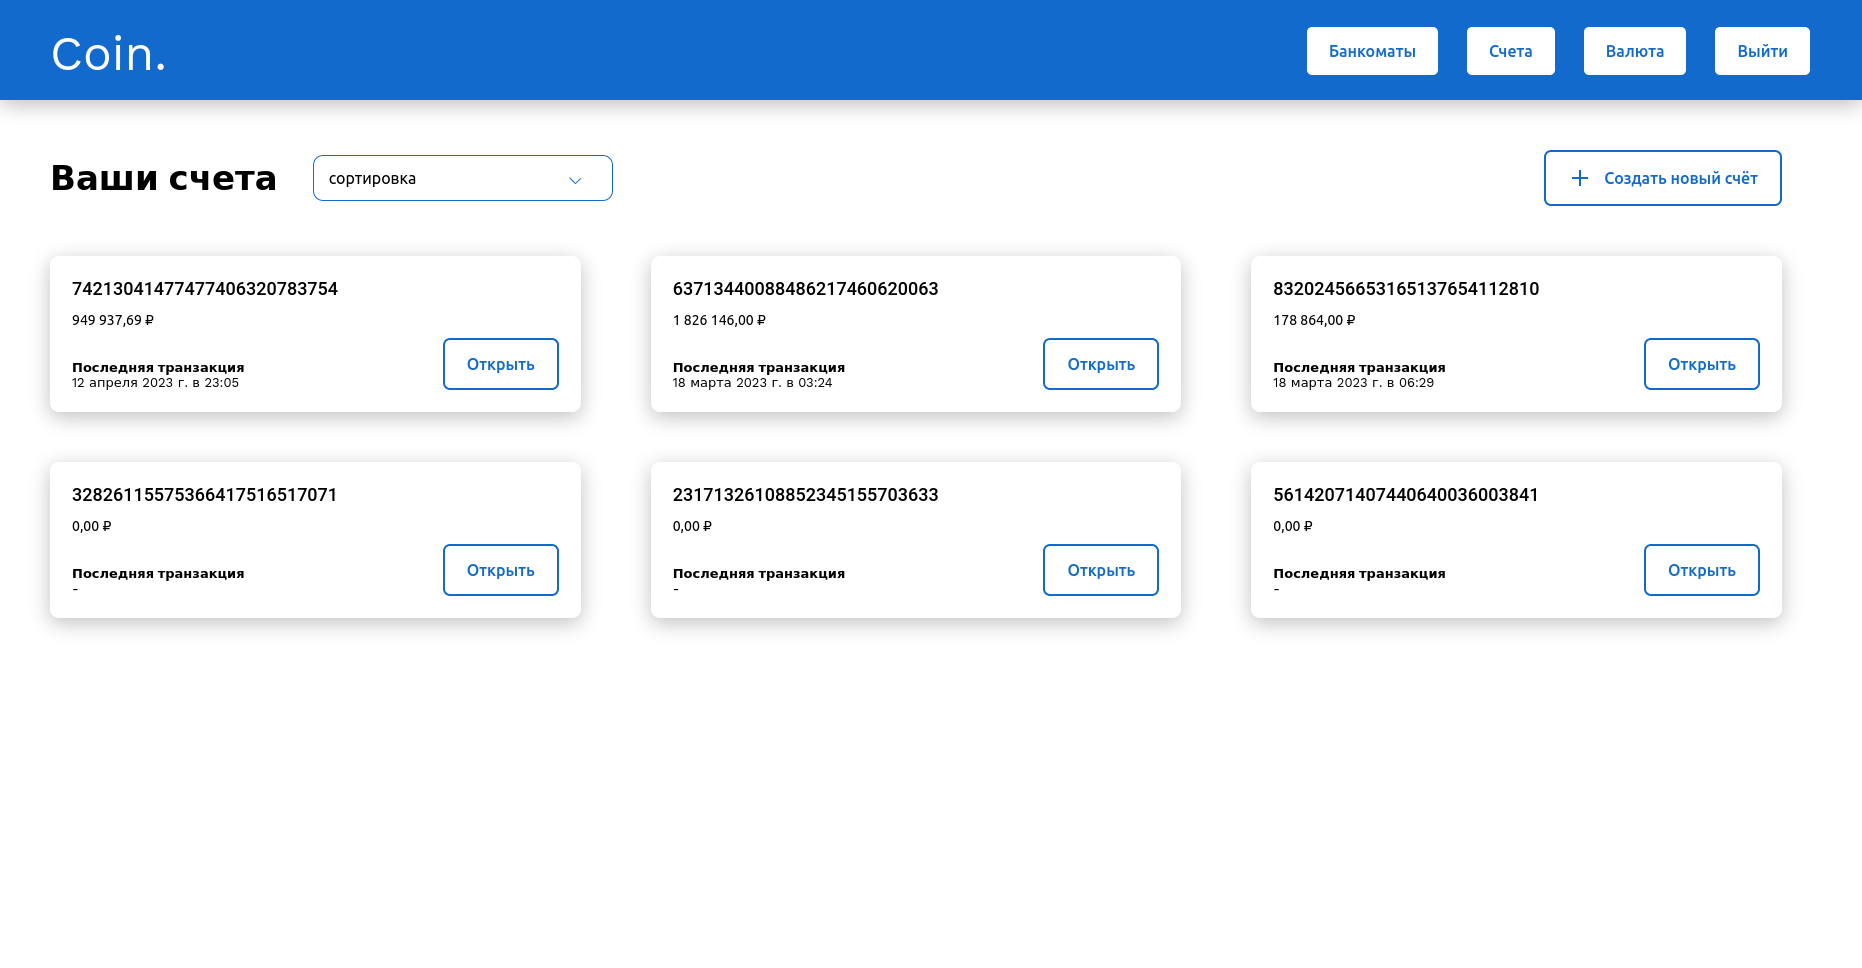 Coin.
Банкоматы
Счета
Валюта
Выйти
Ваши счета
сортировка
Создать новый счёт
74213041477477406320783754
949 937,69 ₽
Последняя транзакция
12 апреля 2023 г. в 23:05
Открыть
63713440088486217460620063
1 826 146,00 ₽
Последняя транзакция
18 марта 2023 г. в 03:24
Открыть
83202456653165137654112810
178 864,00 ₽
Последняя транзакция
18 марта 2023 г. в 06:29
Открыть
32826115575366417516517071
0,00 ₽
Последняя транзакция
-
Открыть
23171326108852345155703633
0,00 ₽
Последняя транзакция
-
Открыть
56142071407440640036003841
0,00 ₽
Последняя транзакция
-
Открыть